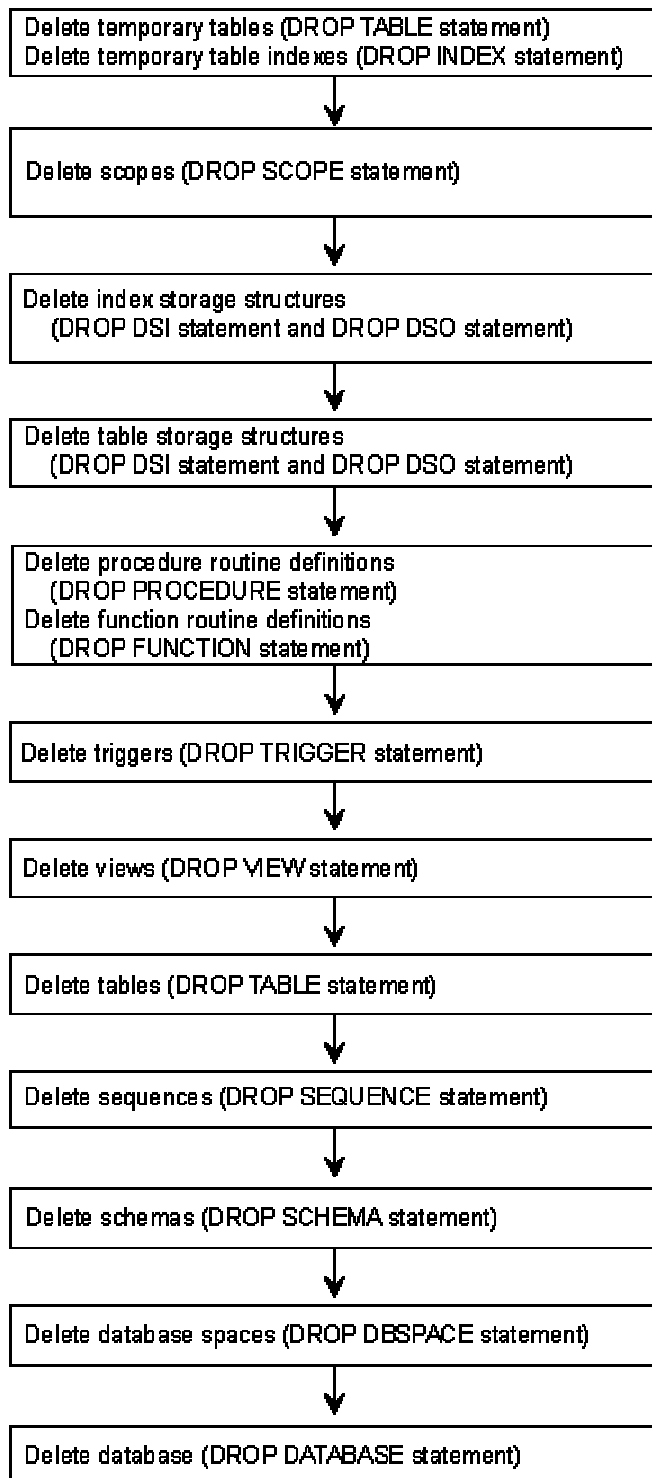 Delete temporary tables (DROP TABLE statement)
Delete temporary table indexes (DROP INDEX statement)
Delete scopes (DROP SCOPE statement)
Delete index storage structures
(DROP DSI statement and DROP DSO statement)
Delete table storage structures
(DROP DSI statement and DROP DSO statement)
Delete procedure routine definitions
(DROP PROCEDURE statement)
Delete function routine definitions
(DROP FUNCTION statement)
Delete triggers (DROP TRIGGER statement)
Delete views (DROP VIEW statement)
Delete tables (DROP TABLE statement)
Delete sequences (DROP SEQUENCE statement)
Delete schemas (DROP SCHEMA statement)
Delete database spaces (DROP DBSPACE statement)
Delete database (DROP DATABASE statement)